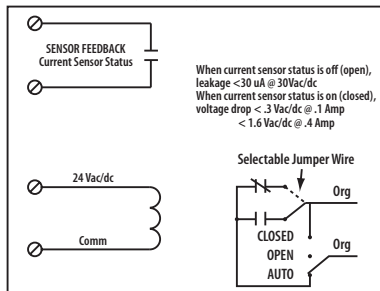 SENSOR FEEDBACK
Current Sensor Status
When current sensor status is off (open),
leakage <30 uA @ 30Vac/dc
When current sensor status is on (closed),
voltage drop < .3 Vac/dc @ .1 Amp
< 1.6 Vac/dc @ .4 Amp
Selectable Jumper Wire
24 Vac/dc
Org
CLOSED
Comm
OPEN
Org
AUTO